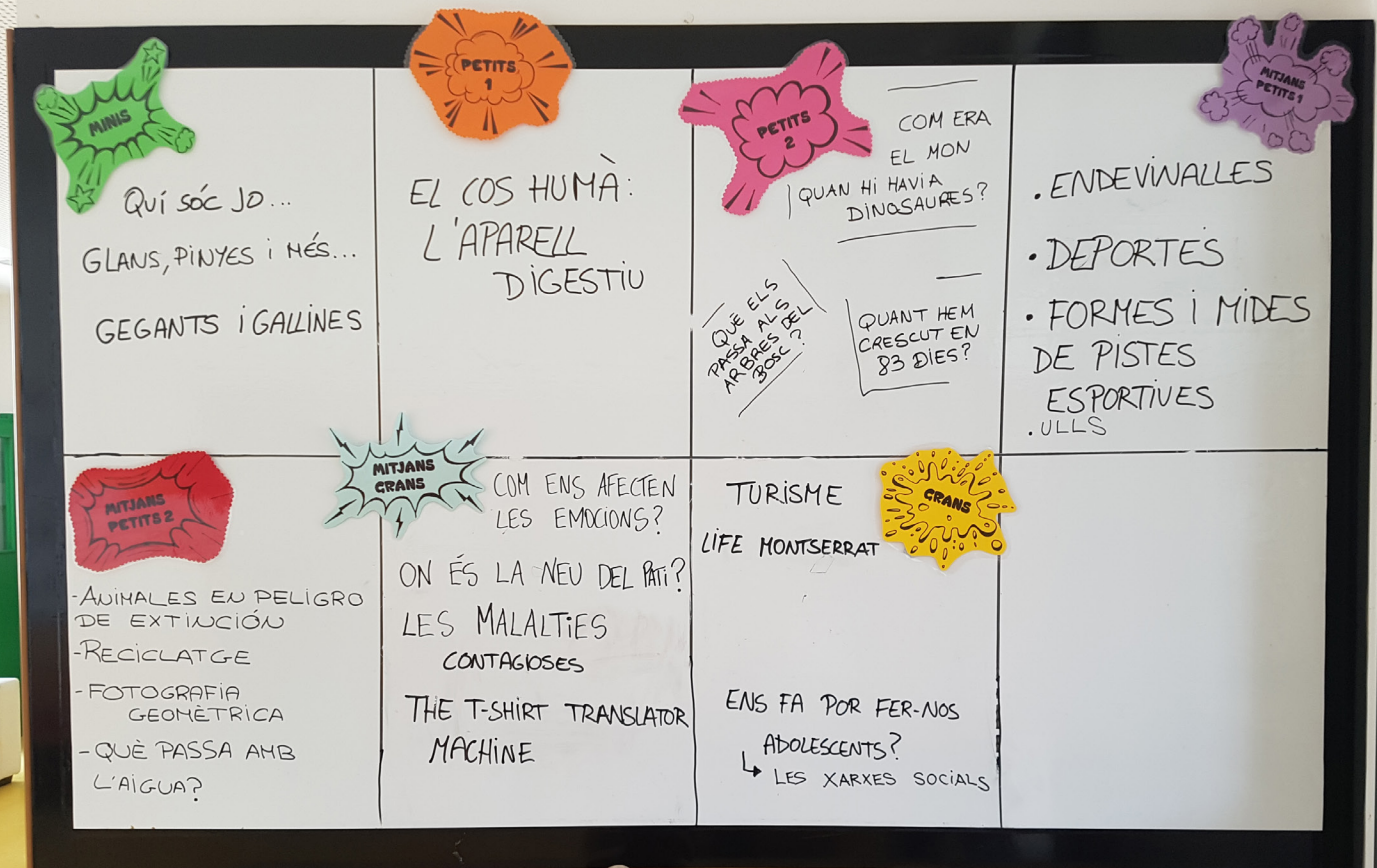 MINIS
QUI SÓC JO...
GLANS, PINYES I MÉS...
GEGANTS I GALLINES
PETITS
1
EL COS HUMÀ:
L'APARELL
DIGESTIU
PETITS
2
COM ERA
EL MON
QUAN HI HAVIA
DINOSAURES?
QUÈ ELS
PASSA ALS
ARBRES DEL
BOSC?
QUANT HEM
CRESCUT EN
83 DIES?
MITJANS
PETITS 1
. ENDEVINALLES
. DEPORTES
. FORMES I MIDES
DE PISTES
ESPORTIVES
. ULLS
MITJANS
PETITS 2
- ANIMALES EN PELIGRO
DE EXTINCIÓN
- RECICLATGE
- FOTOGRAFIA
GEOMÈTRICA
- QUÈ PASSA AMB
L'AIGUA?
MITJANS
GRANS
COM ENS AFECTEN
LES EMOCIONS?
ON ÉS LA NEU DEL PATI?
LES MALALTIES
CONTAGIOSES
THE T-SHIRT TRANSLATOR
MACHINE
GRANS
TURISME
LIFE MONTSERRAT
ENS FA POR FER-NOS
ADOLESCENTS?
↳ LES XARXES SOCIALS